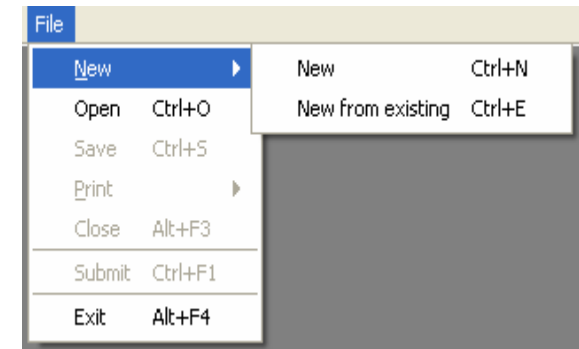 File
New
New Ctrl+N
Open Ctrl+O
New from existing Ctrl+E
Save Ctrl+S
Print
Close Alt+F3
Submit Ctrl+F1
Exit Alt+F4